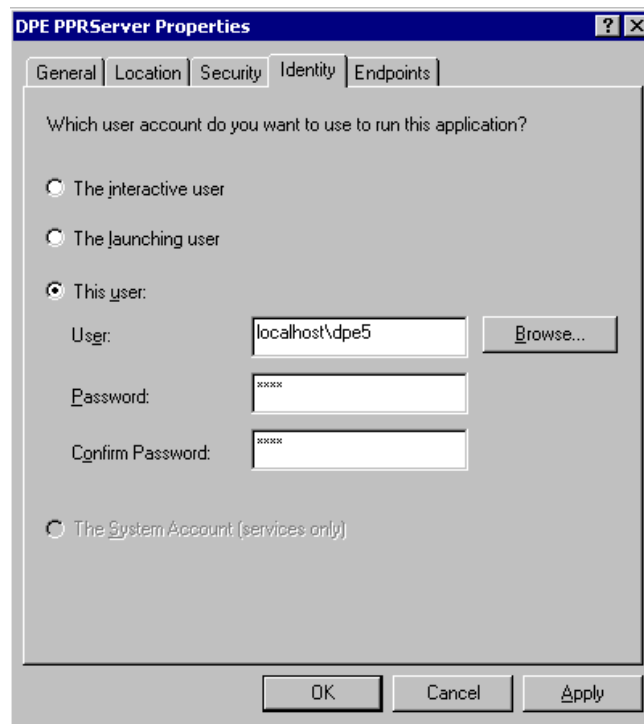 DPE PPRServer Properties
General Location Security Identity Endpoints
Which user account do you want to use to run this application?
The interactive user
The launching user
This user:
User: localhost\dpe5 Browse...
Password: xxxx
Confirm Password: xxxx
The System Account (services only)
OK Cancel Apply